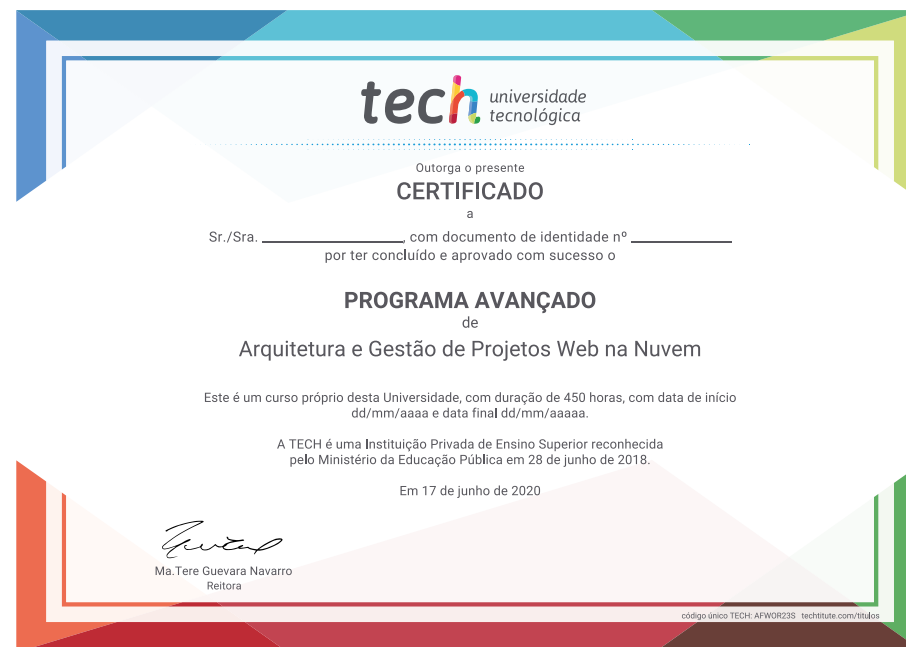 tech universidade
tecnológica
Outorga o presente
CERTIFICADO
a
Sr./Sra. ____________, com documento de identidade nº ____________
por ter concluído e aprovado com sucesso o
PROGRAMA AVANÇADO
de
Arquitetura e Gestão de Projetos Web na Nuvem
Este é um curso próprio desta Universidade, com duração de 450 horas, com data de início
dd/mm/aaaa e data final dd/mm/aaaaa.
A TECH é uma Instituição Privada de Ensino Superior reconhecida
pelo Ministério da Educação Pública em 28 de junho de 2018.
Em 17 de junho de 2020
Ma.Tere Guevara Navarro
Reitora
código único TECH: AFWOR23S techtitute.com/titulos